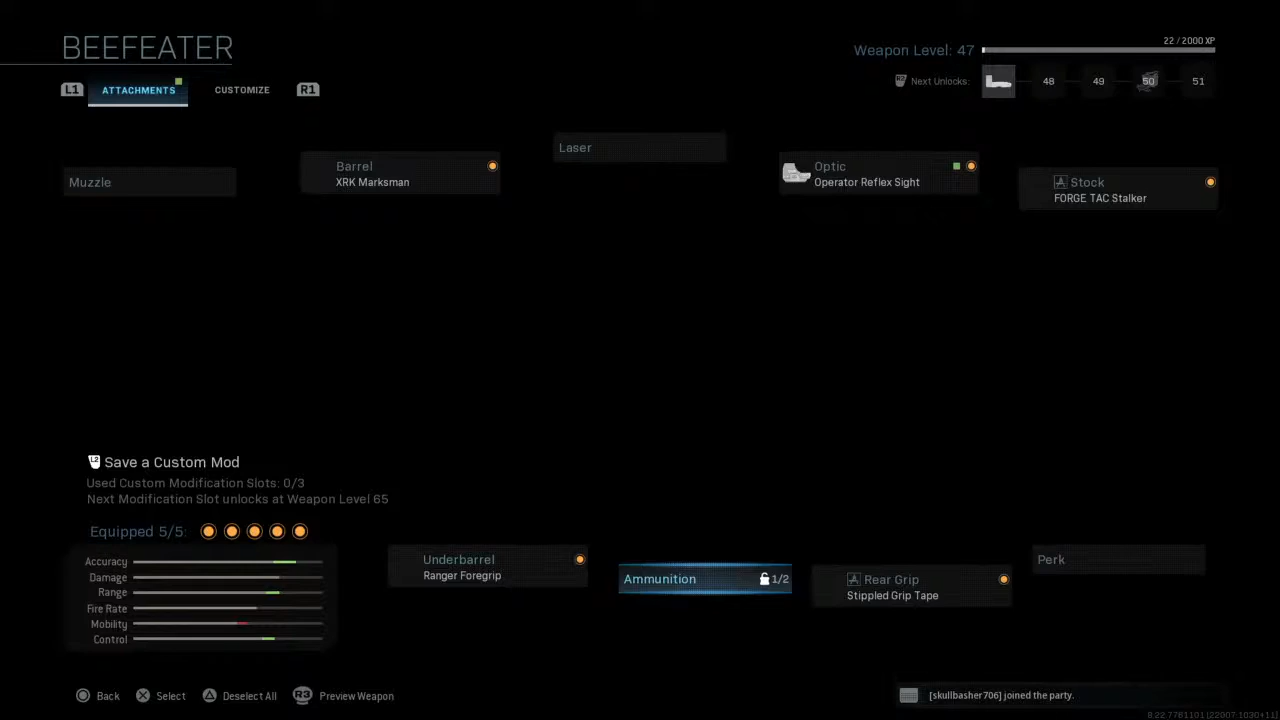 BEEFEATER
Weapon Level: 47
22 / 2000 XP
L1
ATTACHMENTS
CUSTOMIZE
R1
R2 Next Unlocks:
48
49
50
51
Muzzle
Barrel
XRK Marksman
Laser
Optic
Operator Reflex Sight
Stock
FORGE TAC Stalker
L2 Save a Custom Mod
Used Custom Modification Slots: 0/3
Next Modification Slot unlocks at Weapon Level 65
Equipped 5/5:
Accuracy
Damage
Range
Fire Rate
Mobility
Control
Underbarrel
Ranger Foregrip
Ammunition
1/2
Rear Grip
Stippled Grip Tape
Perk
Back
Select
Deselect All
R3 Preview Weapon
[skullbasher706] joined the party.